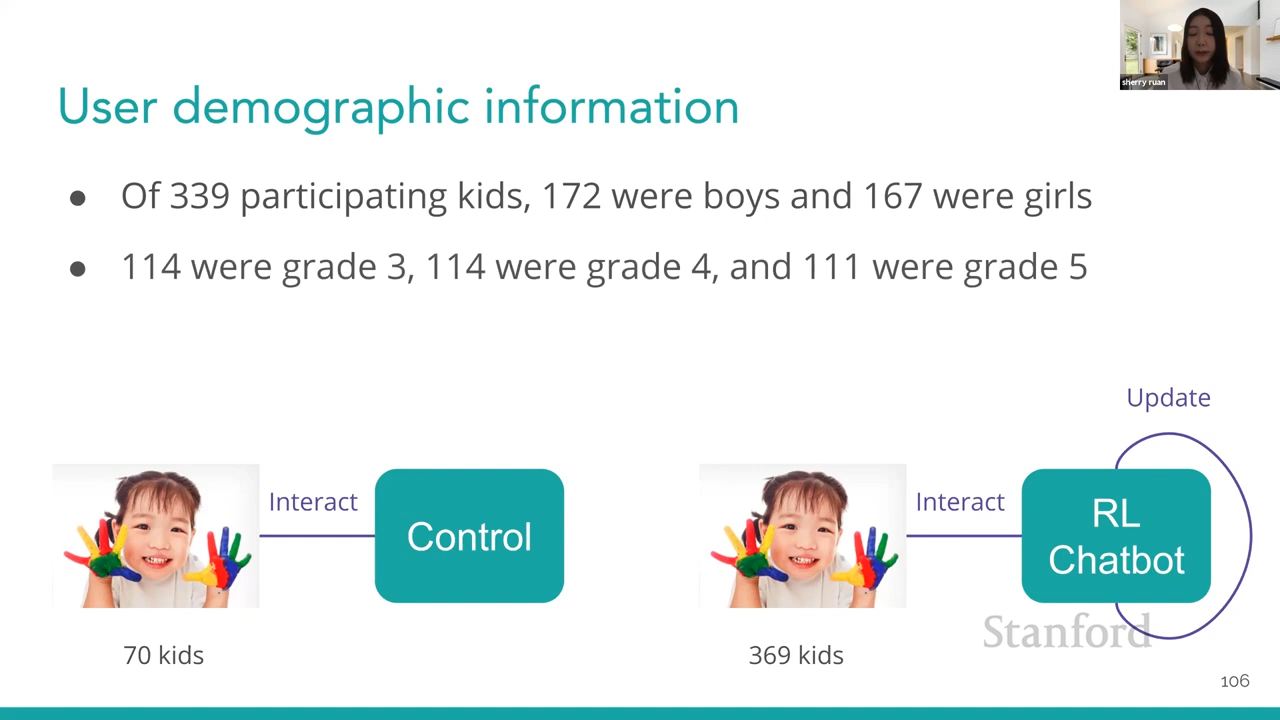 sherry ruan
User demographic information
● Of 339 participating kids, 172 were boys and 167 were girls
● 114 were grade 3, 114 were grade 4, and 111 were grade 5
Update
Interact
Control
Interact
RL
Chatbot
Stanford
70 kids
369 kids
106